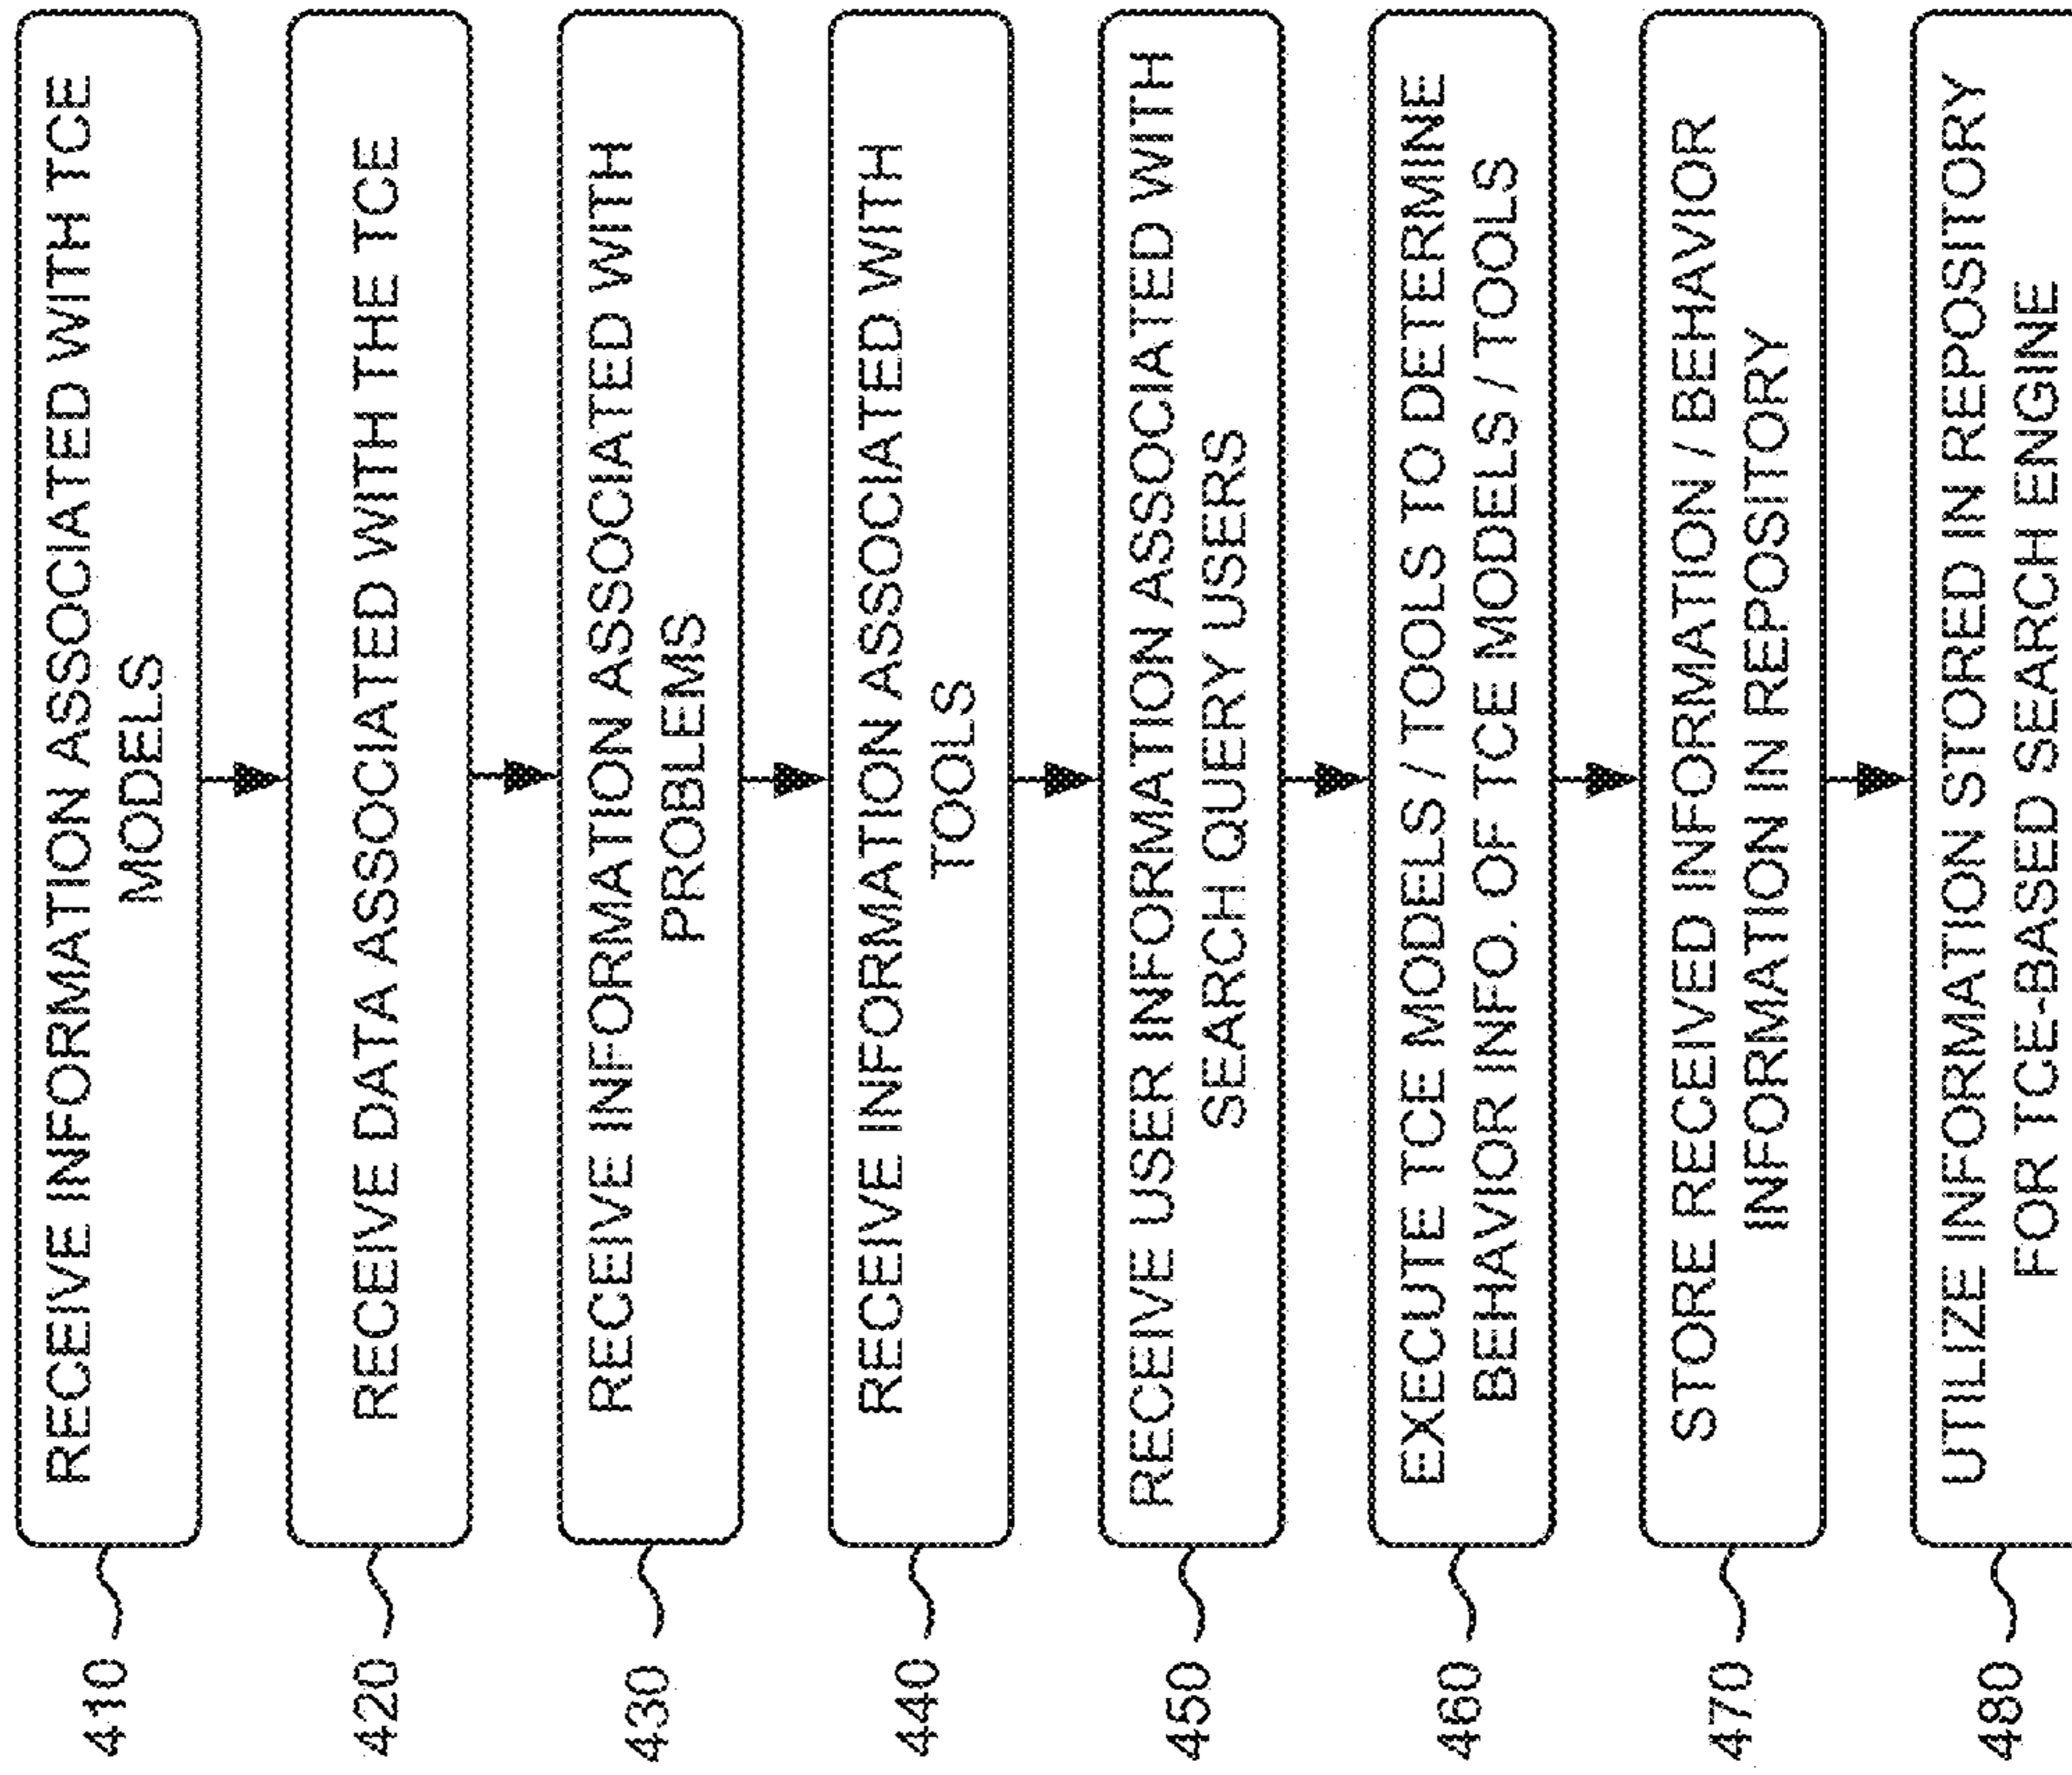 410
RECEIVE INFORMATION ASSOCIATED WITH TCE
MODELS
420
RECEIVE DATA ASSOCIATED WITH THE TCE
430
RECEIVE INFORMATION ASSOCIATED WITH
PROBLEMS
440
RECEIVE INFORMATION ASSOCIATED WITH
TOOLS
450
RECEIVE USER INFORMATION ASSOCIATED WITH
SEARCH QUERY USERS
460
EXECUTE TCE MODELS / TOOLS TO DETERMINE
BEHAVIOR INFO. OF TCE MODELS / TOOLS
470
STORE RECEIVED INFORMATION / BEHAVIOR
INFORMATION IN REPOSITORY
480
UTILIZE INFORMATION STORED IN REPOSITORY
FOR TCE-BASED SEARCH ENGINE